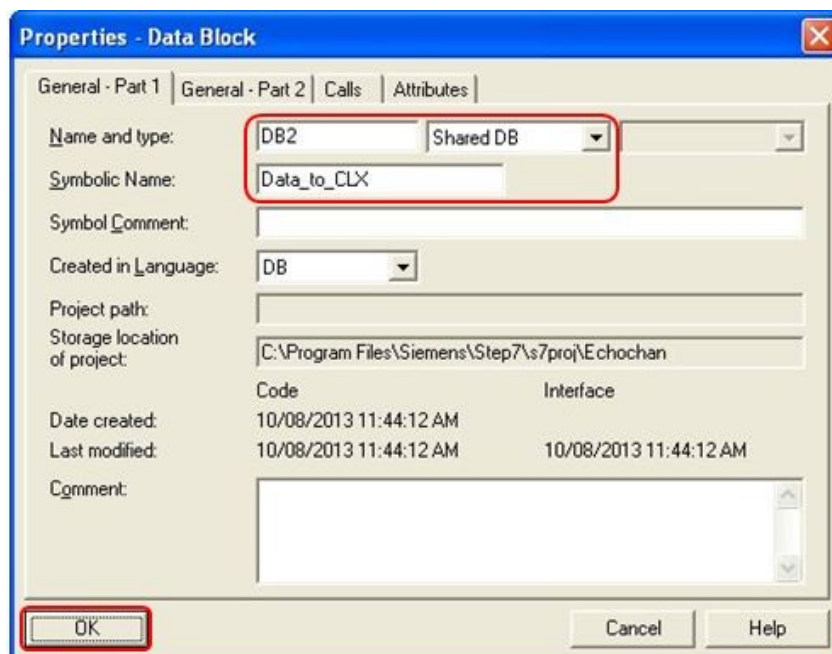 Properties - Data Block
General - Part 1 General - Part 2 Calls Attributes
Name and type: DB2 Shared DB
Symbolic Name: Data_to_CLX
Symbol Comment:
Created in Language: DB
Project path:
Storage location
of project: C:\Program Files\Siemens\Step7\s7proj\Echochan
Code Interface
Date created: 10/08/2013 11:44:12 AM
Last modified: 10/08/2013 11:44:12 AM 10/08/2013 11:44:12 AM
Comment:
OK Cancel Help